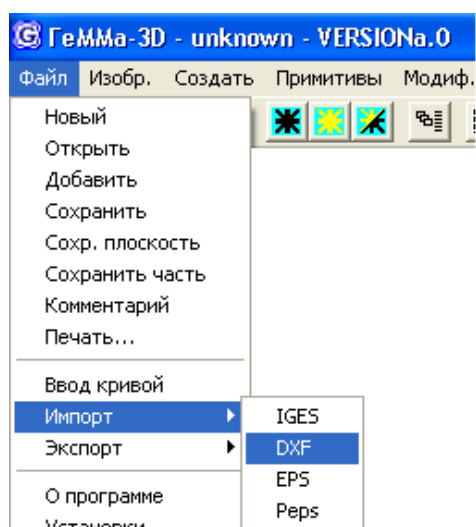 ГеММа-3D - unknown - VERSIONa.0
Файл Изобр. Создать Примитивы Модиф.
Новый
Открыть
Добавить
Сохранить
Сохр. плоскость
Сохранить часть
Комментарий
Печать...
Ввод кривой
Импорт
Экспорт
О программе
Установки
IGES
DXF
EPS
Peps